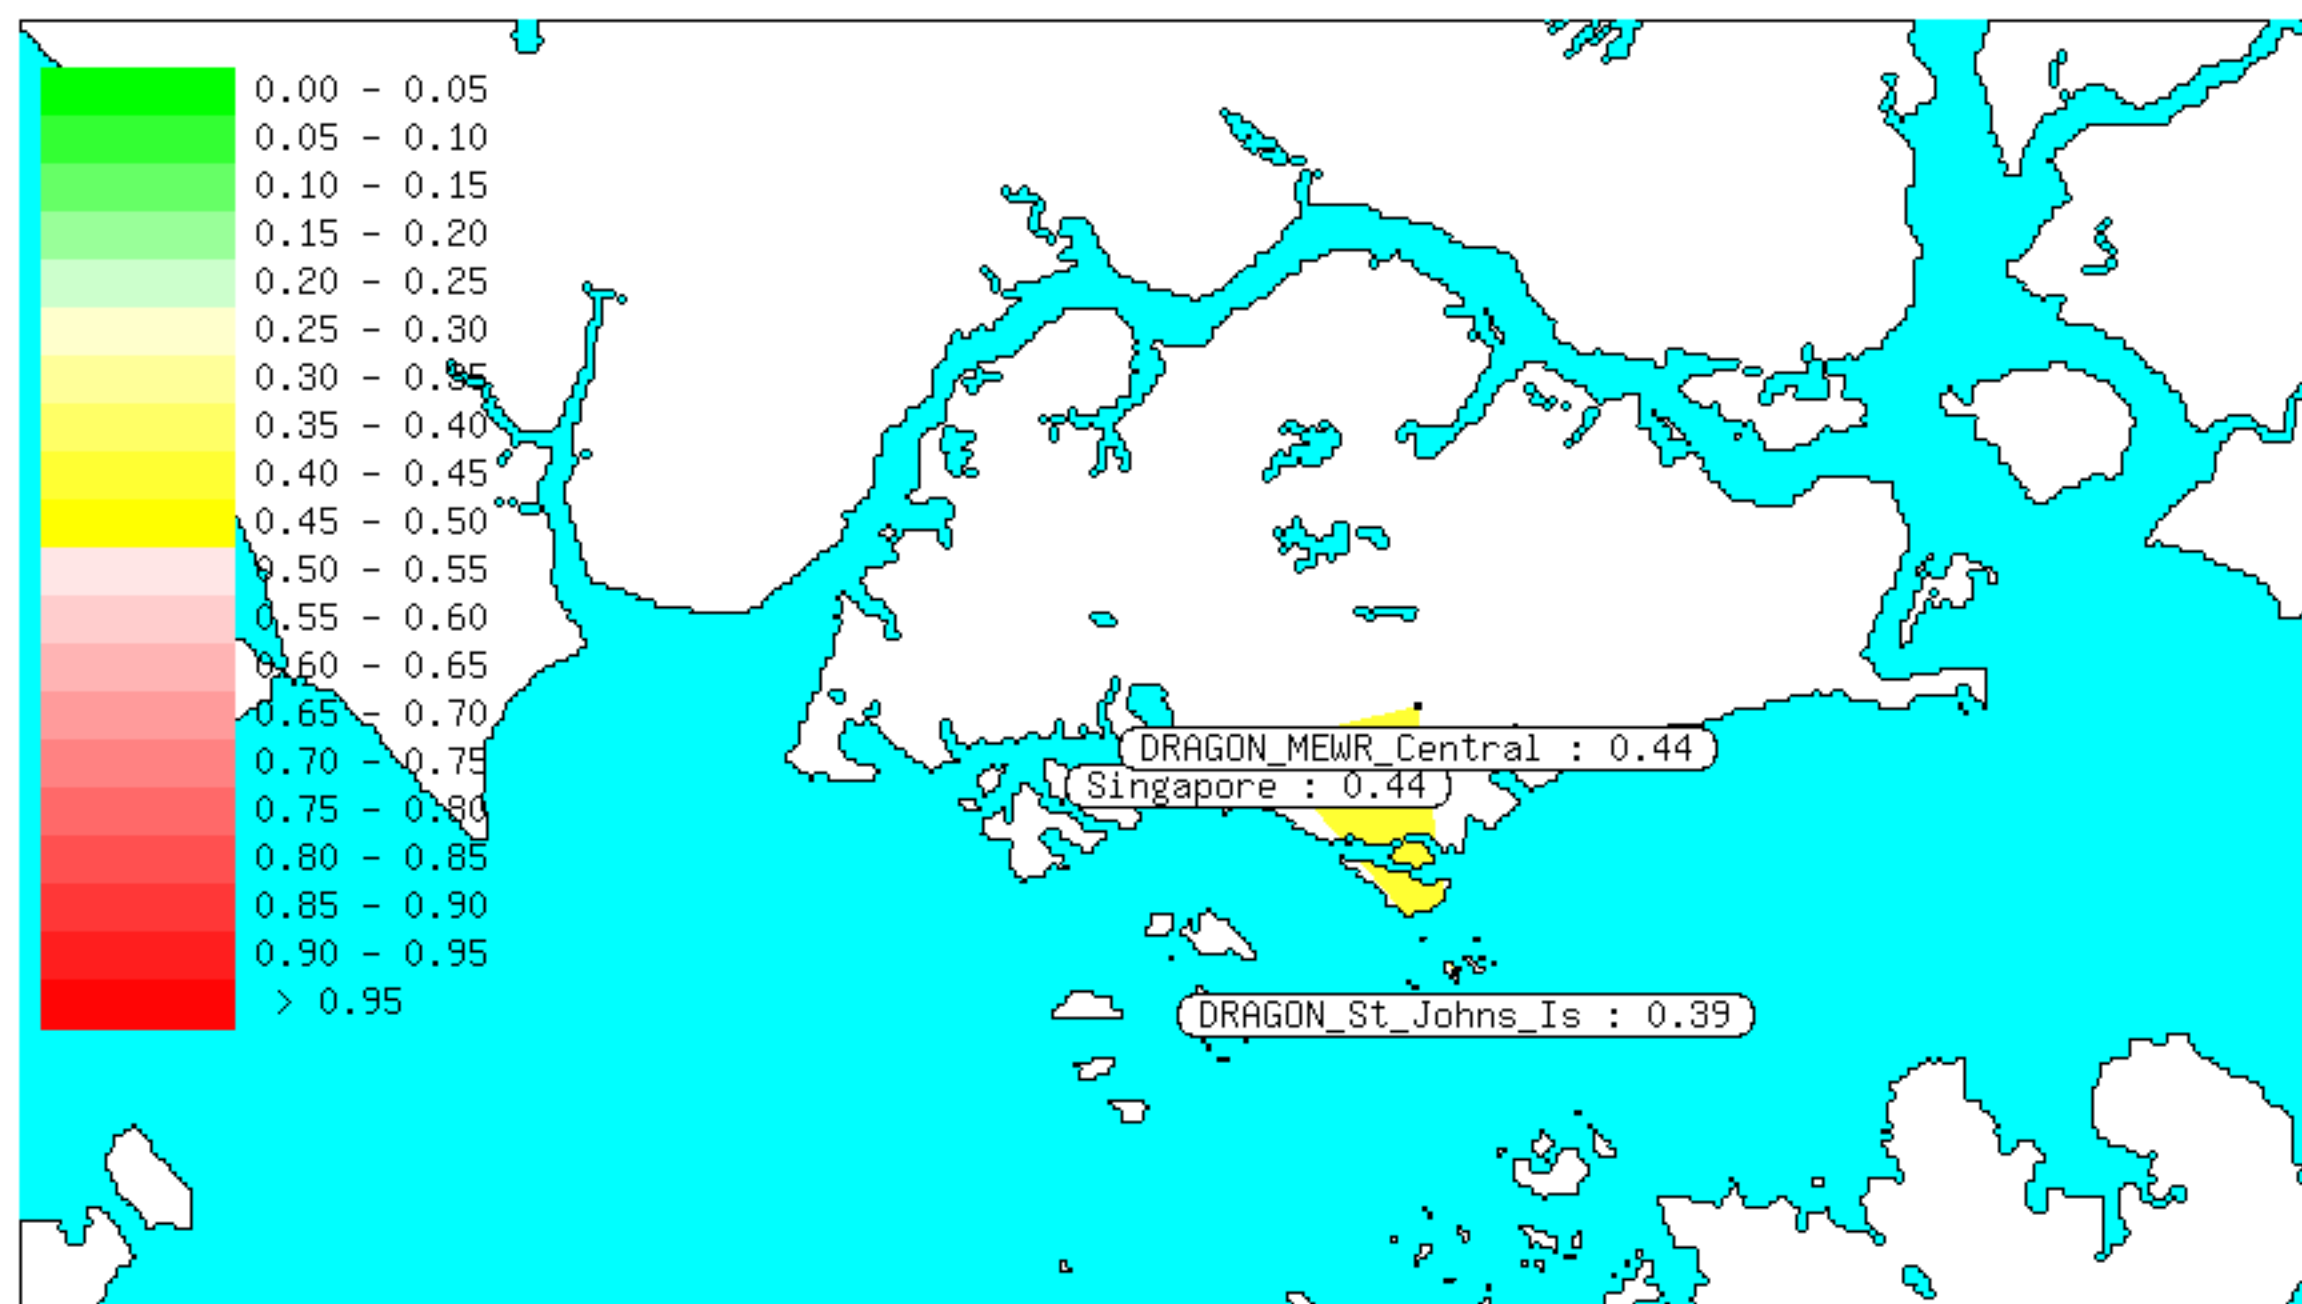 0.00 - 0.05
0.05 - 0.10
0.10 - 0.15
0.15 - 0.20
0.20 - 0.25
0.25 - 0.30
0.30 - 0.35
0.35 - 0.40
0.40 - 0.45
0.45 - 0.50
0.50 - 0.55
0.55 - 0.60
0.60 - 0.65
0.65 - 0.70
0.70 - 0.75
0.75 - 0.80
0.80 - 0.85
0.85 - 0.90
0.90 - 0.95
> 0.95
DRAGON_MEWR_Central : 0.44
Singapore : 0.44
DRAGON_St_Johns_Is : 0.39